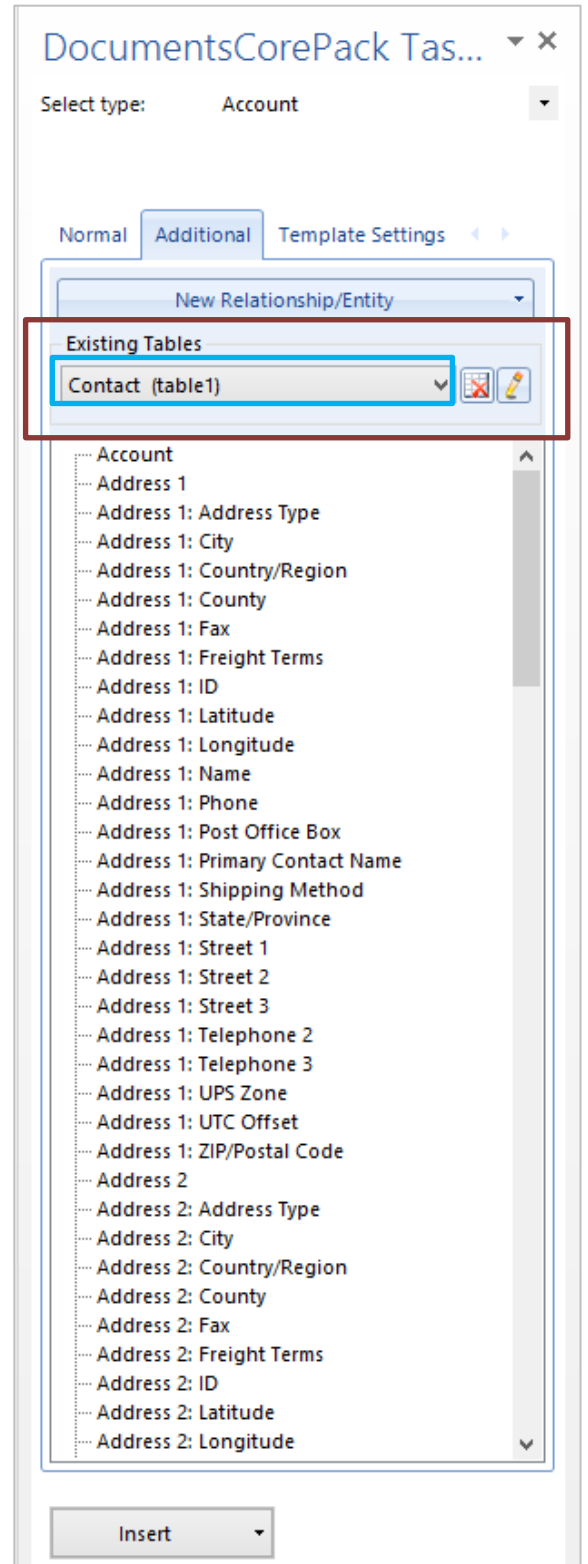 DocumentsCorePack Tas...
Select type: Account
Normal Additional Template Settings
New Relationship/Entity
Existing Tables
Contact (table1)
Account
Address 1
Address 1: Address Type
Address 1: City
Address 1: Country/Region
Address 1: County
Address 1: Fax
Address 1: Freight Terms
Address 1: ID
Address 1: Latitude
Address 1: Longitude
Address 1: Name
Address 1: Phone
Address 1: Post Office Box
Address 1: Primary Contact Name
Address 1: Shipping Method
Address 1: State/Province
Address 1: Street 1
Address 1: Street 2
Address 1: Street 3
Address 1: Telephone 2
Address 1: Telephone 3
Address 1: UPS Zone
Address 1: UTC Offset
Address 1: ZIP/Postal Code
Address 2
Address 2: Address Type
Address 2: City
Address 2: Country/Region
Address 2: County
Address 2: Fax
Address 2: Freight Terms
Address 2: ID
Address 2: Latitude
Address 2: Longitude
Insert